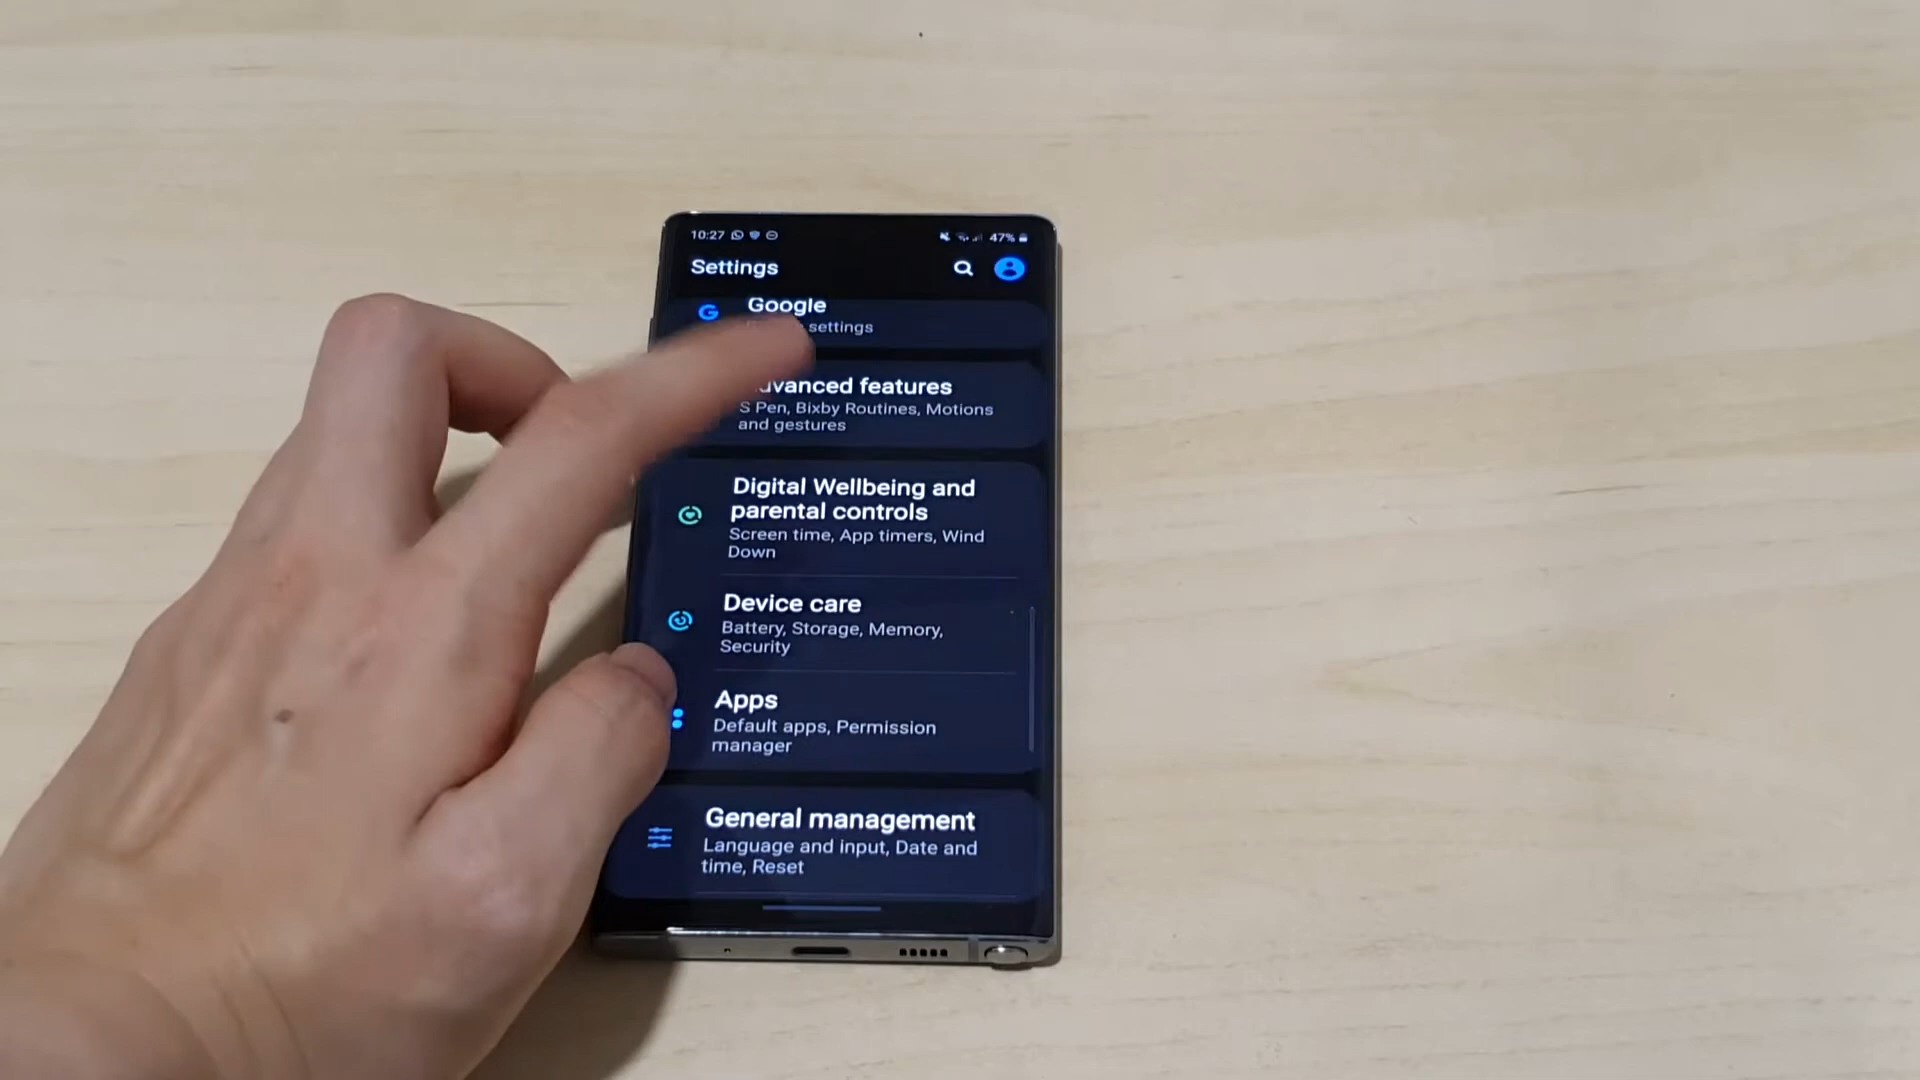 10:27
47%
Settings
Google
settings
Advanced features
S Pen, Bixby Routines, Motions
and gestures
Digital Wellbeing and
parental controls
Screen time, App timers, Wind
Down
Device care
Battery, Storage, Memory,
Security
Apps
Default apps, Permission
manager
General management
Language and input, Date and
time, Reset